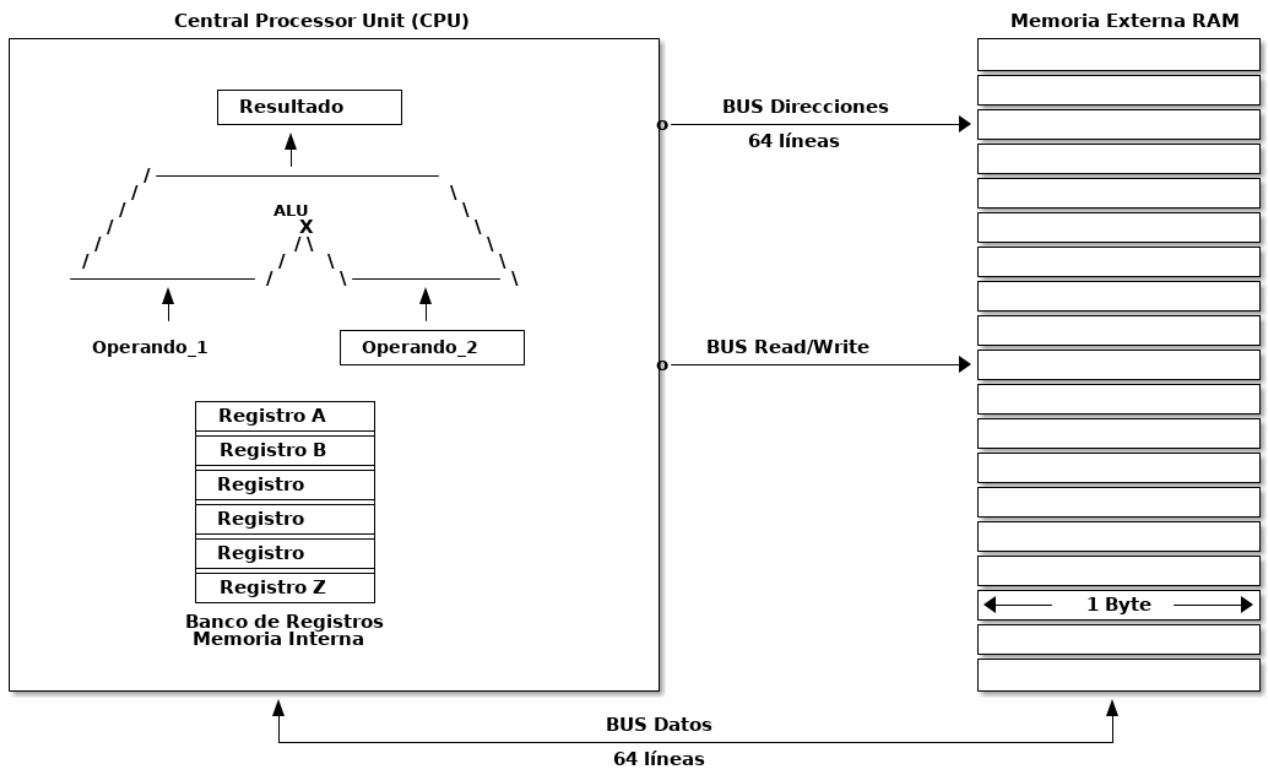 Central Processor Unit (CPU)
Memoria Externa RAM
Resultado
BUS Direcciones
64 líneas
ALU
X
Operando_1
Operando_2
BUS Read/Write
Registro A
Registro B
Registro
Registro
Registro
Registro Z
Banco de Registros
Memoria Interna
1 Byte
BUS Datos
64 líneas